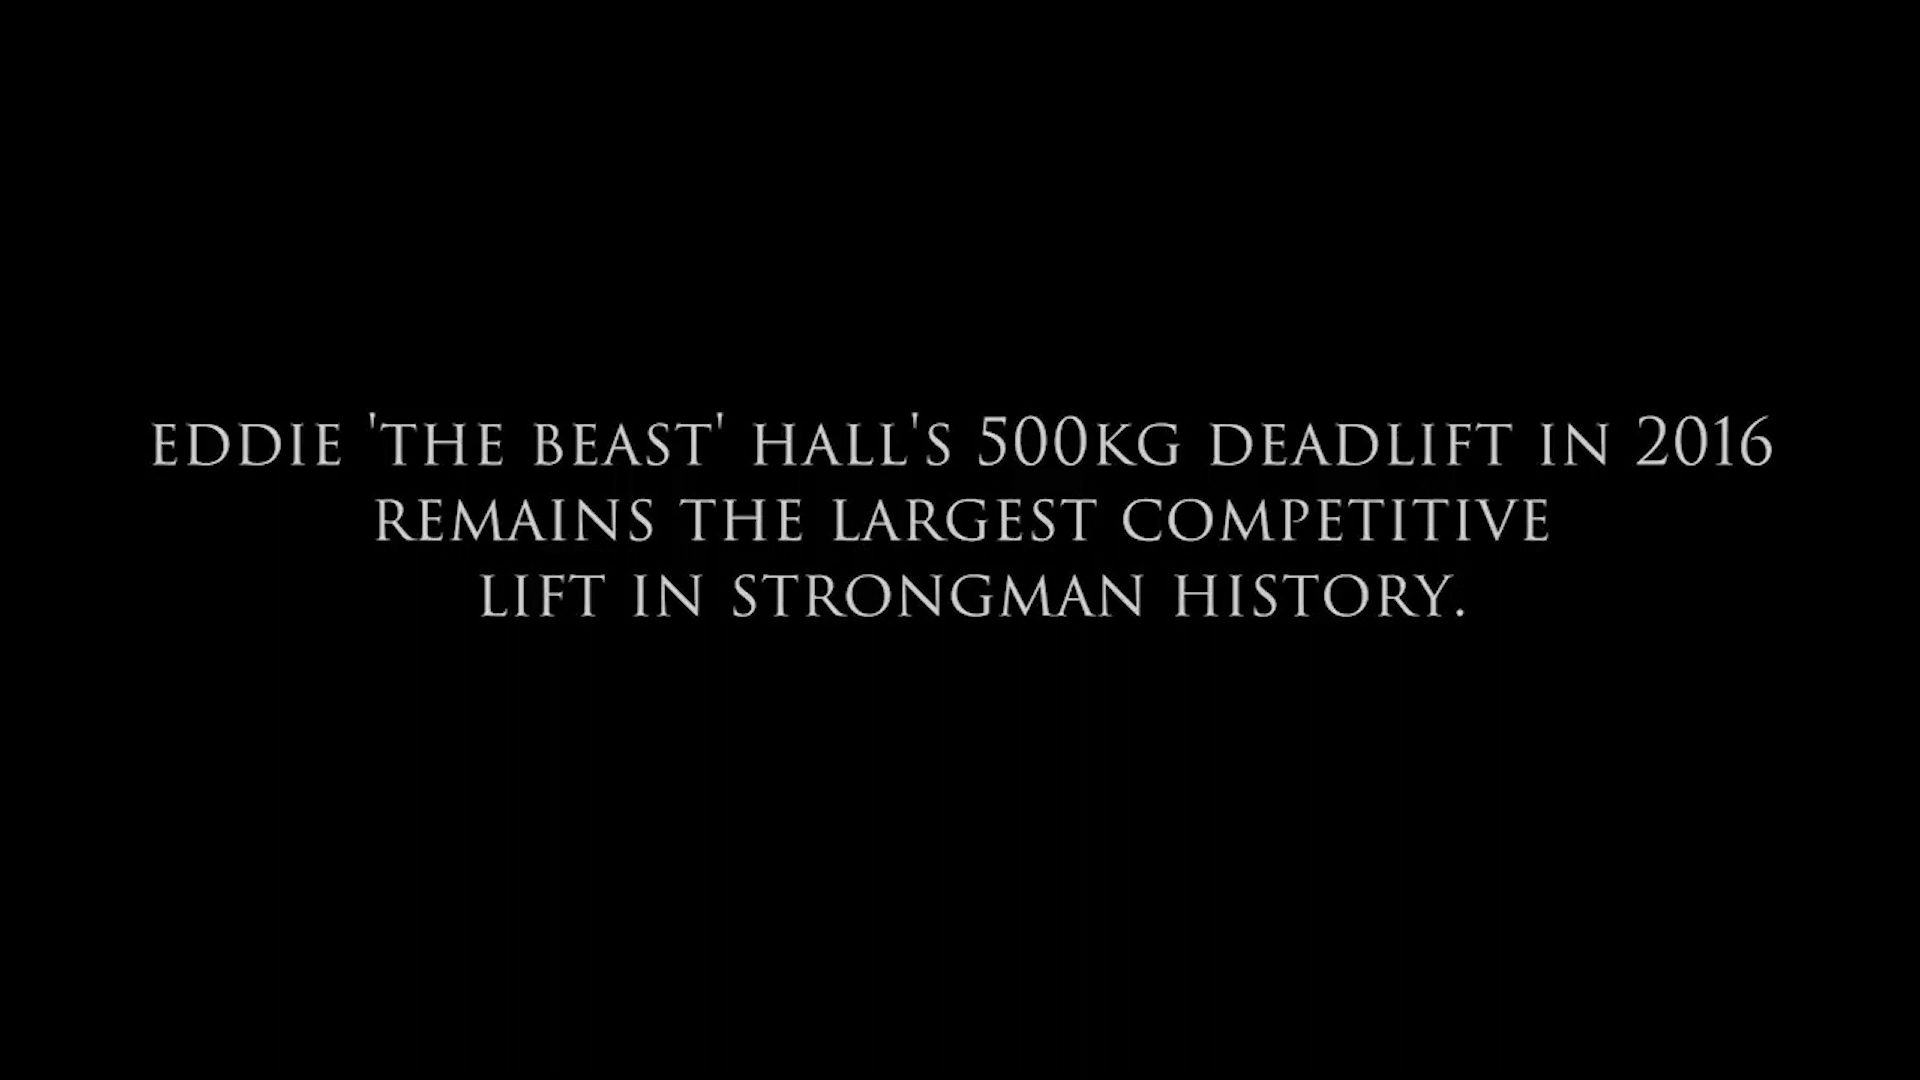 EDDIE 'THE BEAST' HALL'S 500KG DEADLIFT IN 2016
REMAINS THE LARGEST COMPETITIVE
LIFT IN STRONGMAN HISTORY.